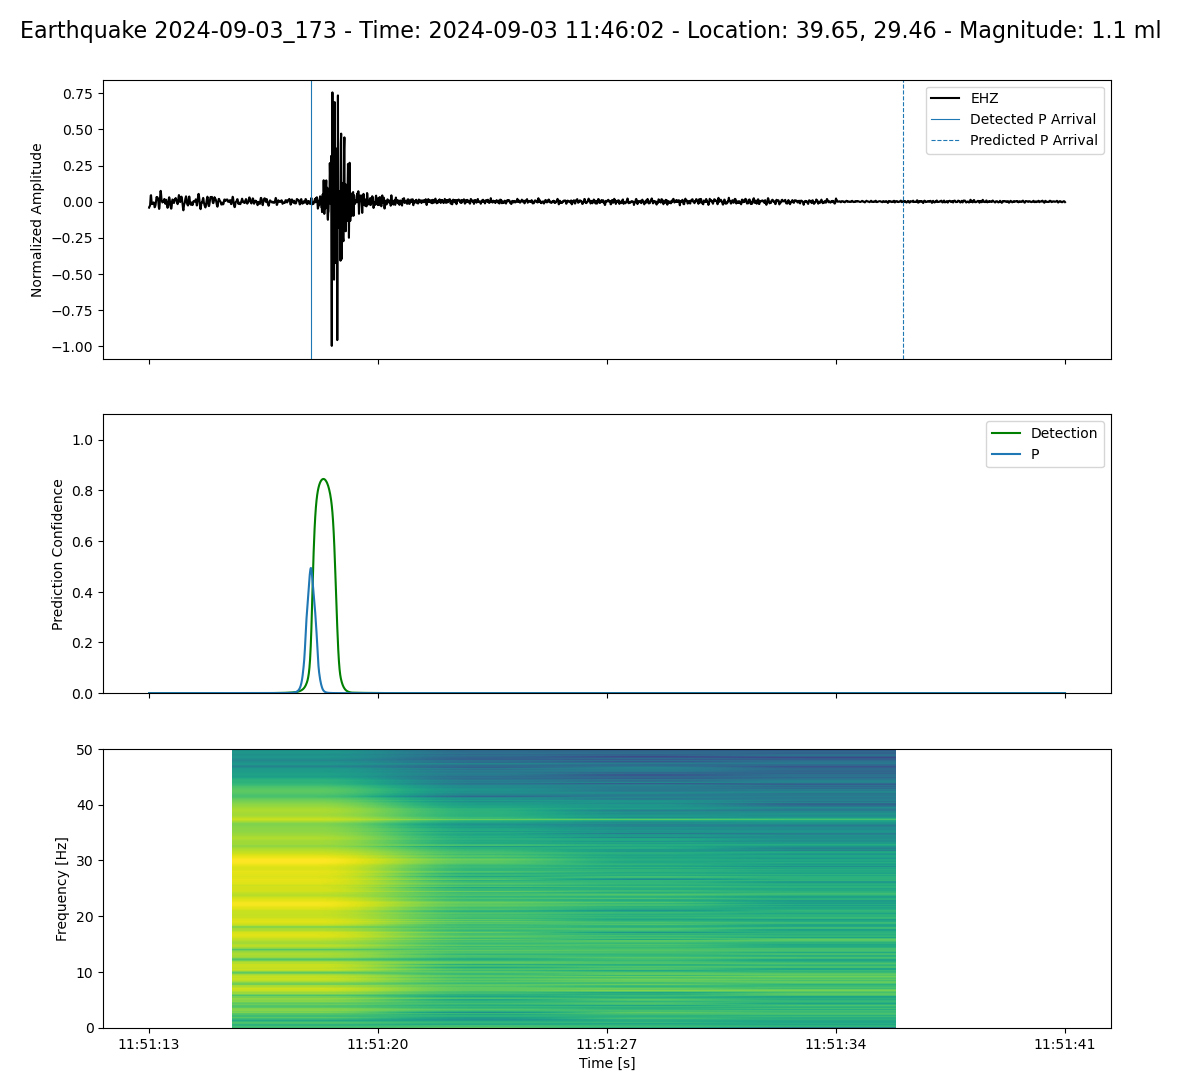 Earthquake 2024-09-03_173 - Time: 2024-09-03 11:46:02 - Location: 39.65, 29.46 - Magnitude: 1.1 ml
Normalized Amplitude
0.75
0.50
0.25
0.00
−0.25
−0.50
−0.75
−1.00
EHZ
Detected P Arrival
Predicted P Arrival
Prediction Confidence
1.0
0.8
0.6
0.4
0.2
0.0
Detection
P
Frequency [Hz]
50
40
30
20
10
0
11:51:13
11:51:20
11:51:27
11:51:34
11:51:41
Time [s]